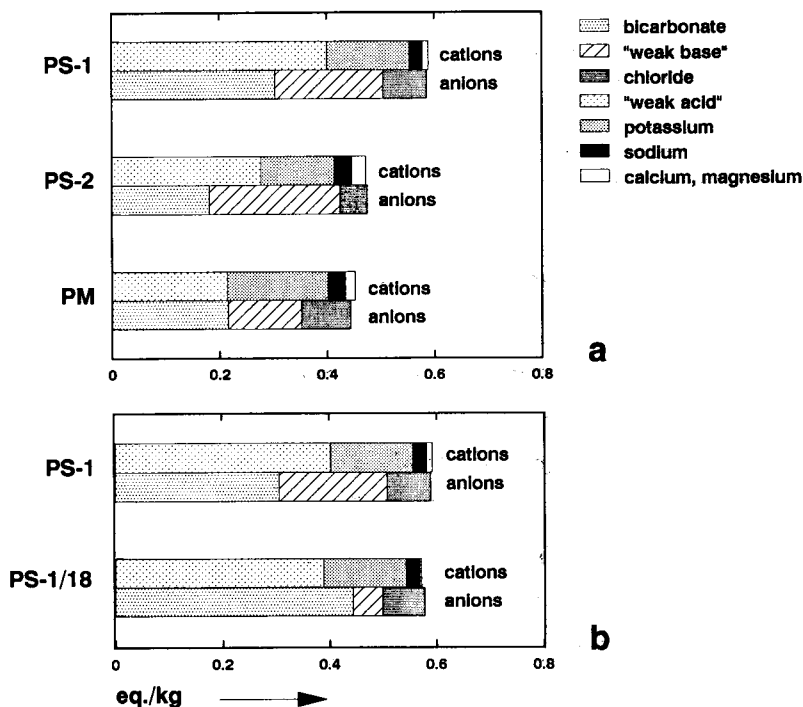 bicarbonate
"weak base"
chloride
"weak acid"
potassium
sodium
calcium, magnesium
PS-1
cations
anions
PS-2
cations
anions
PM
cations
anions
a
0 0.2 0.4 0.6 0.8
PS-1
cations
anions
PS-1/18
cations
anions
b
0 0.2 0.4 0.6 0.8
eq./kg